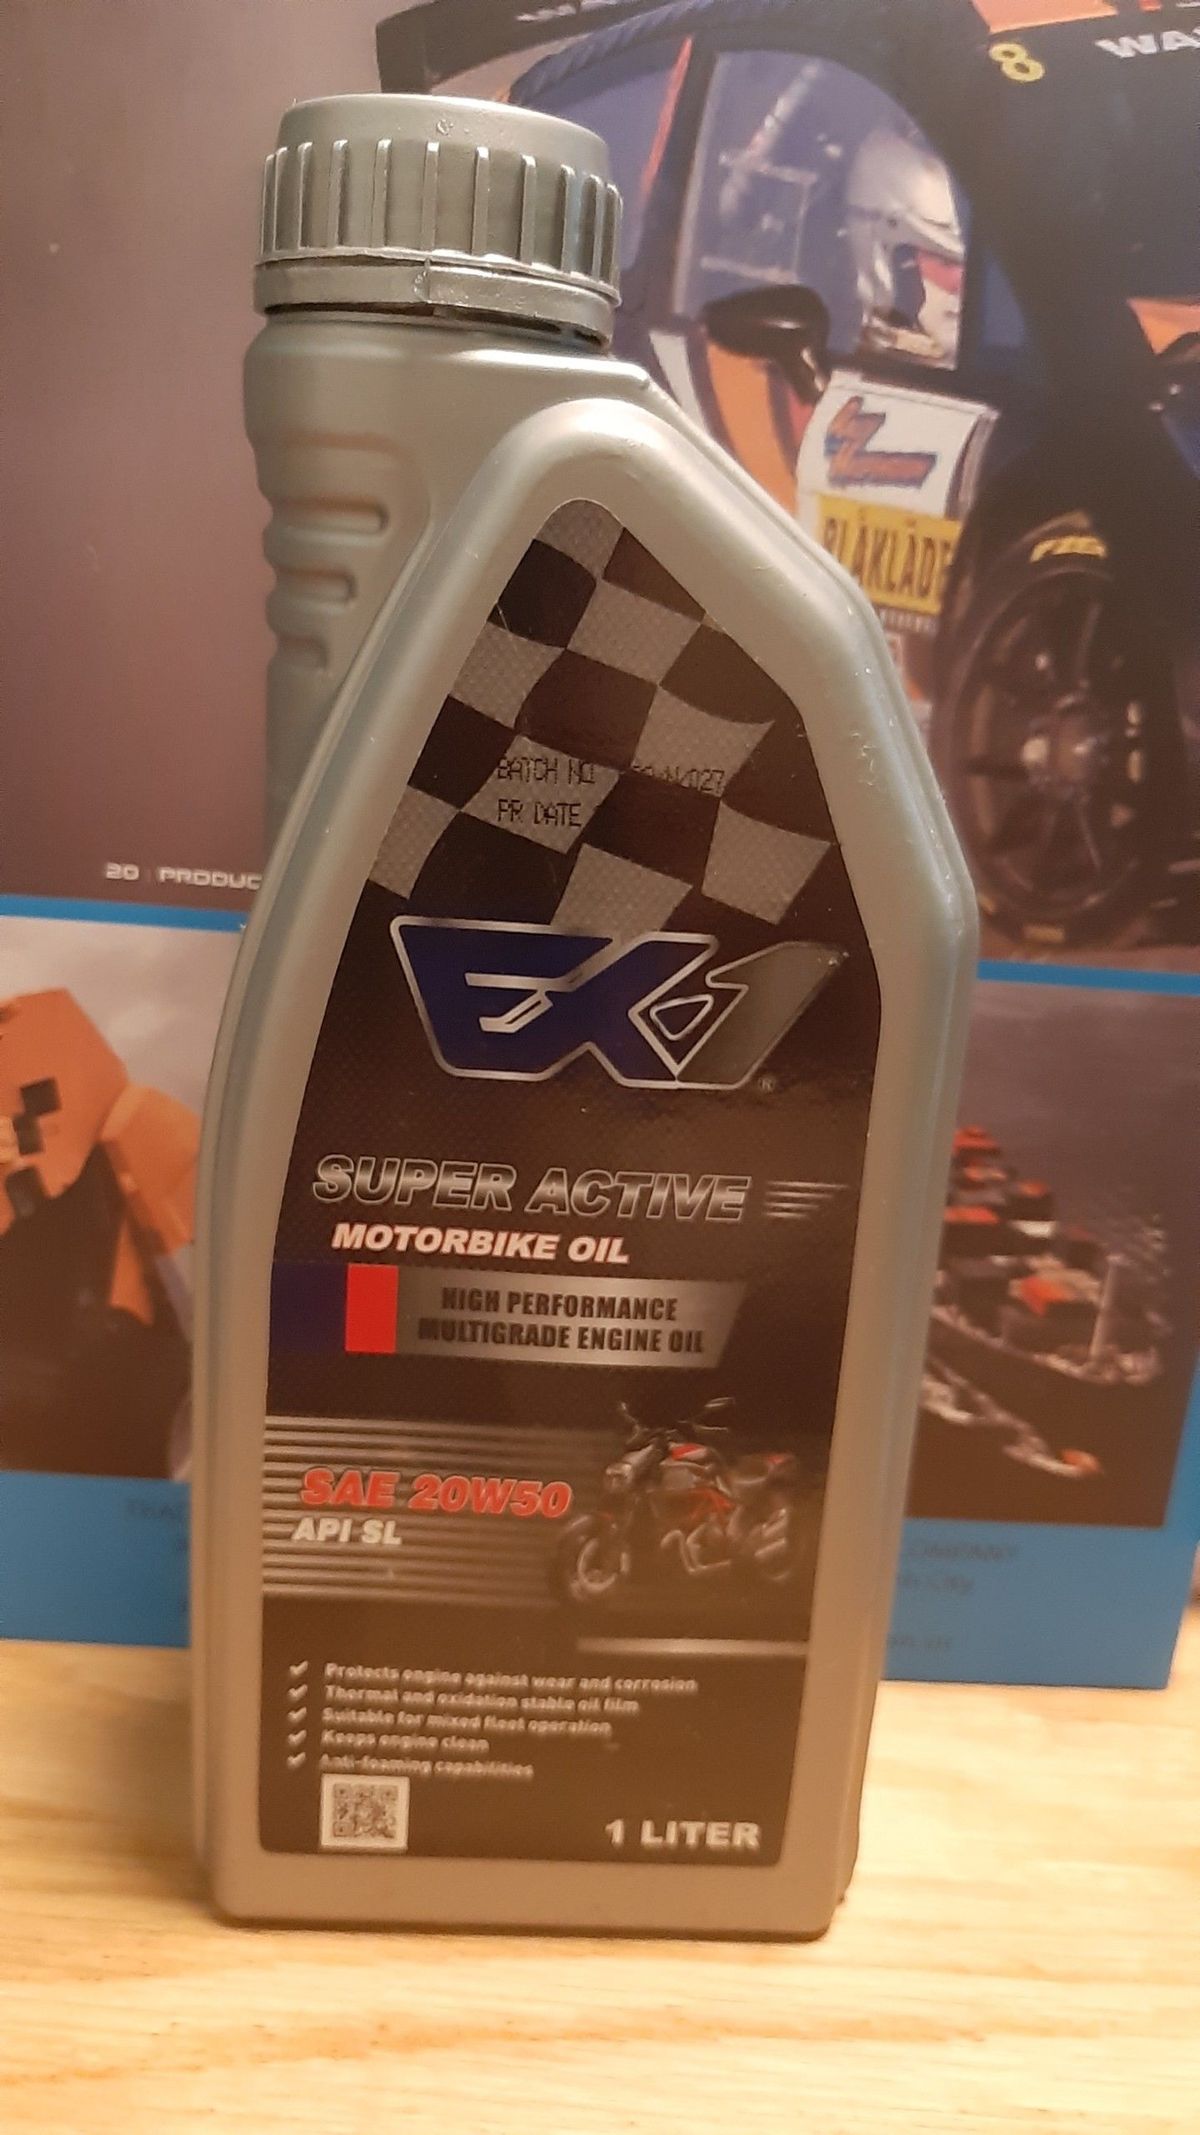 8
WA
BLÅKLÄDE
20 PRODUC
BATCH NO
PR DATE
EX1®
SUPER ACTIVE
MOTORBIKE OIL
HIGH PERFORMANCE
MULTIGRADE ENGINE OIL
SAE 20W50
API SL
Protects engine against wear and corrosion
Thermal and oxidation stable oil film
Suitable for mixed fleet operation
Keeps engine clean
Anti-foaming capabilities
1 LITER